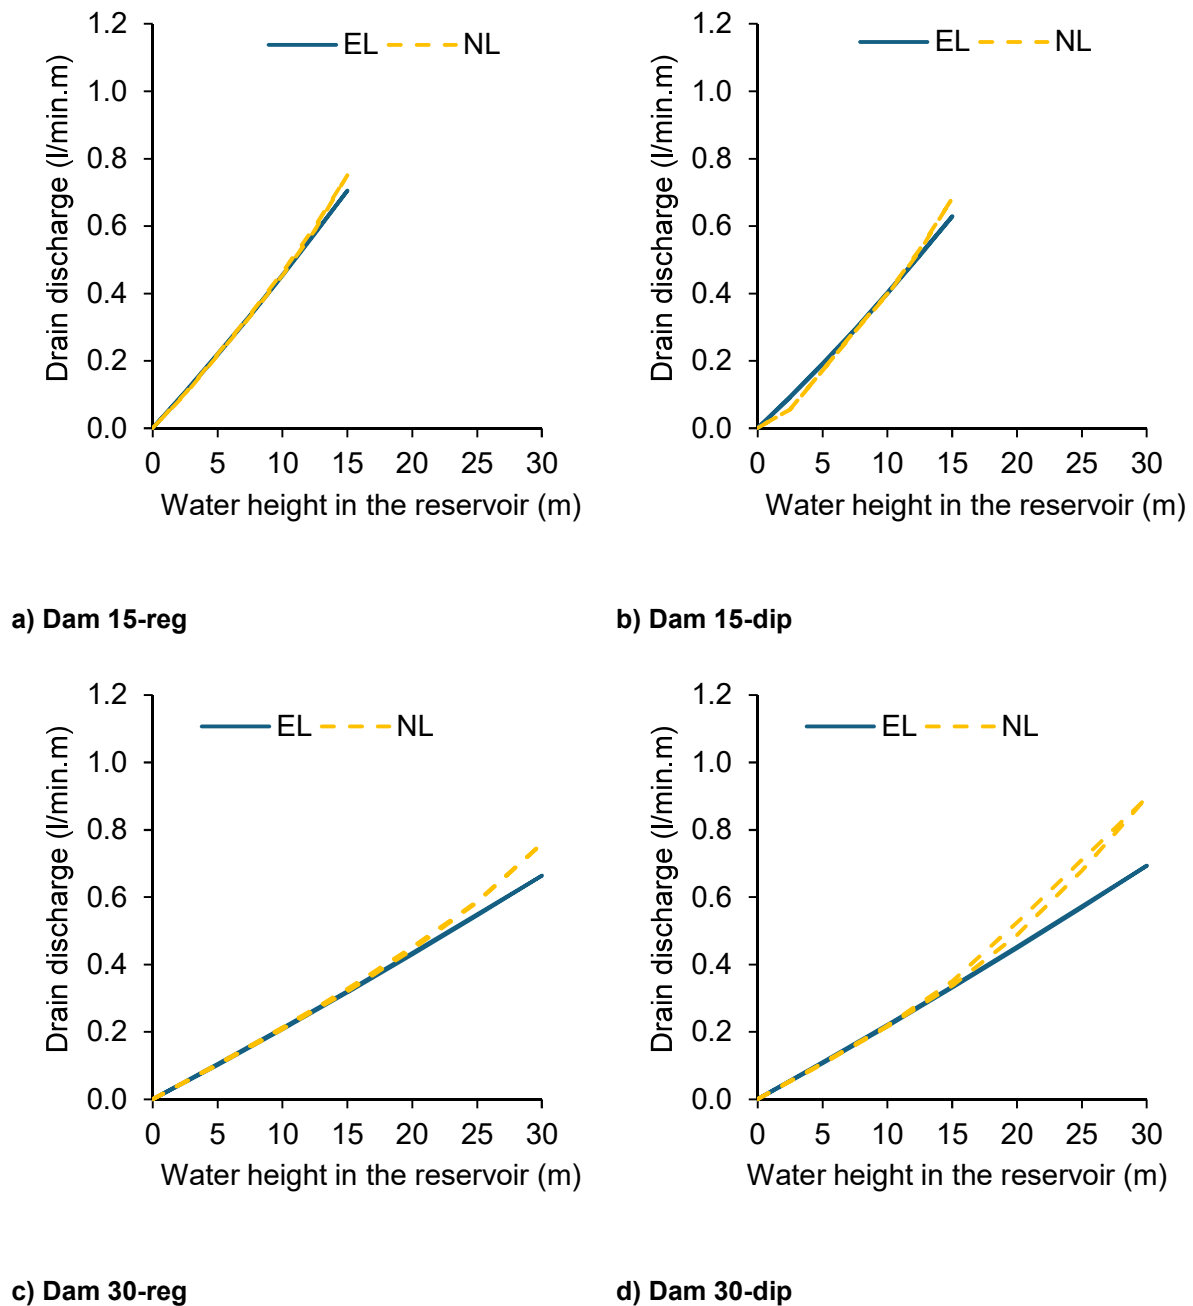 1.2
1.0
0.8
0.6
0.4
0.2
0.0
Drain discharge (l/min.m)
EL NL
0 5 10 15 20 25 30
Water height in the reservoir (m)
a) Dam 15-reg
1.2
1.0
0.8
0.6
0.4
0.2
0.0
Drain discharge (l/min.m)
EL NL
0 5 10 15 20 25 30
Water height in the reservoir (m)
b) Dam 15-dip
1.2
1.0
0.8
0.6
0.4
0.2
0.0
Drain discharge (l/min.m)
EL NL
0 5 10 15 20 25 30
Water height in the reservoir (m)
c) Dam 30-reg
1.2
1.0
0.8
0.6
0.4
0.2
0.0
Drain discharge (l/min.m)
EL NL
0 5 10 15 20 25 30
Water height in the reservoir (m)
d) Dam 30-dip